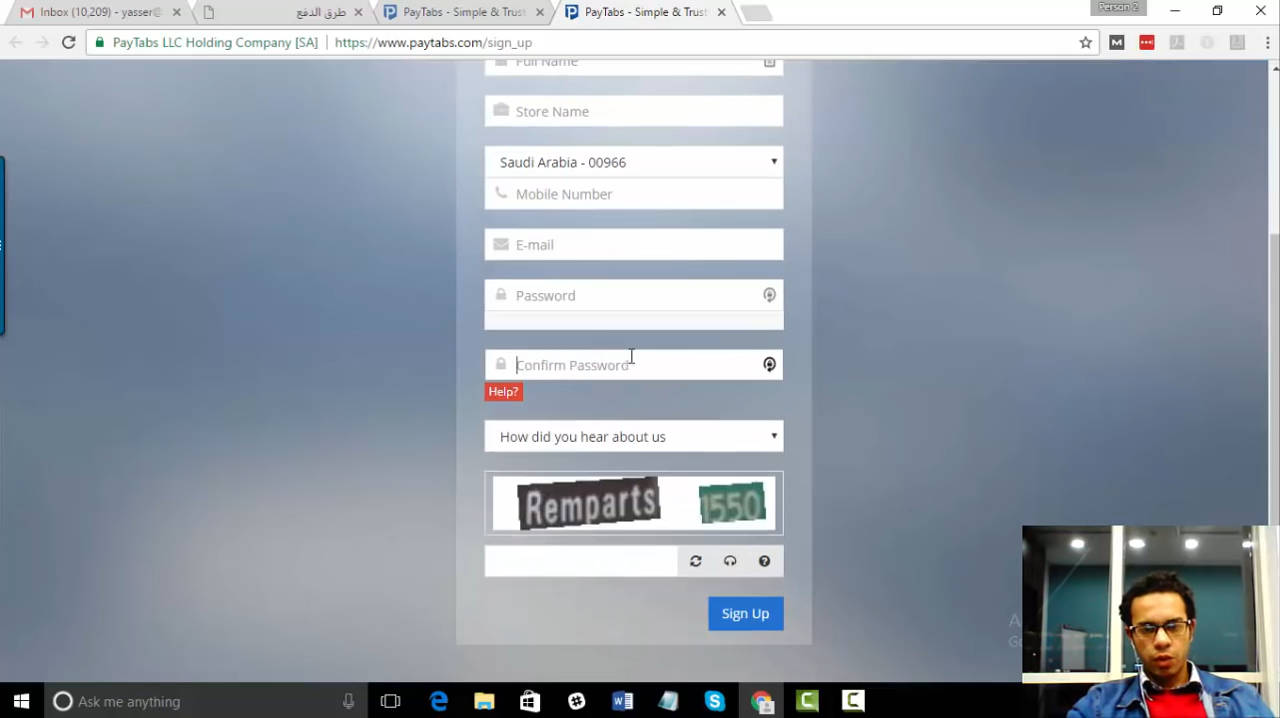 Inbox (10,209) - yasser@
طرق الدفع
PayTabs - Simple & Trust
PayTabs - Simple & Trust
Person 2
PayTabs LLC Holding Company [SA]
https://www.paytabs.com/sign_up
Full Name
Store Name
Saudi Arabia - 00966
Mobile Number
E-mail
Password
Confirm Password
Help?
How did you hear about us
Remparts 1550
Sign Up
Ask me anything